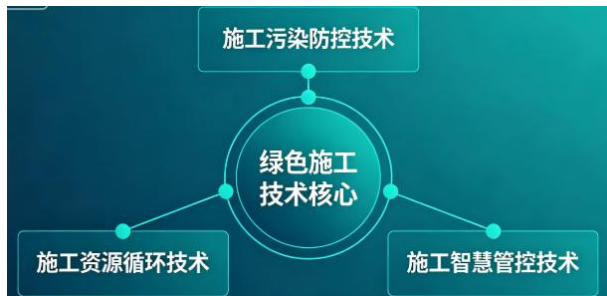 施工污染防控技术
绿色施工
技术核心
施工资源循环技术
施工智慧管控技术